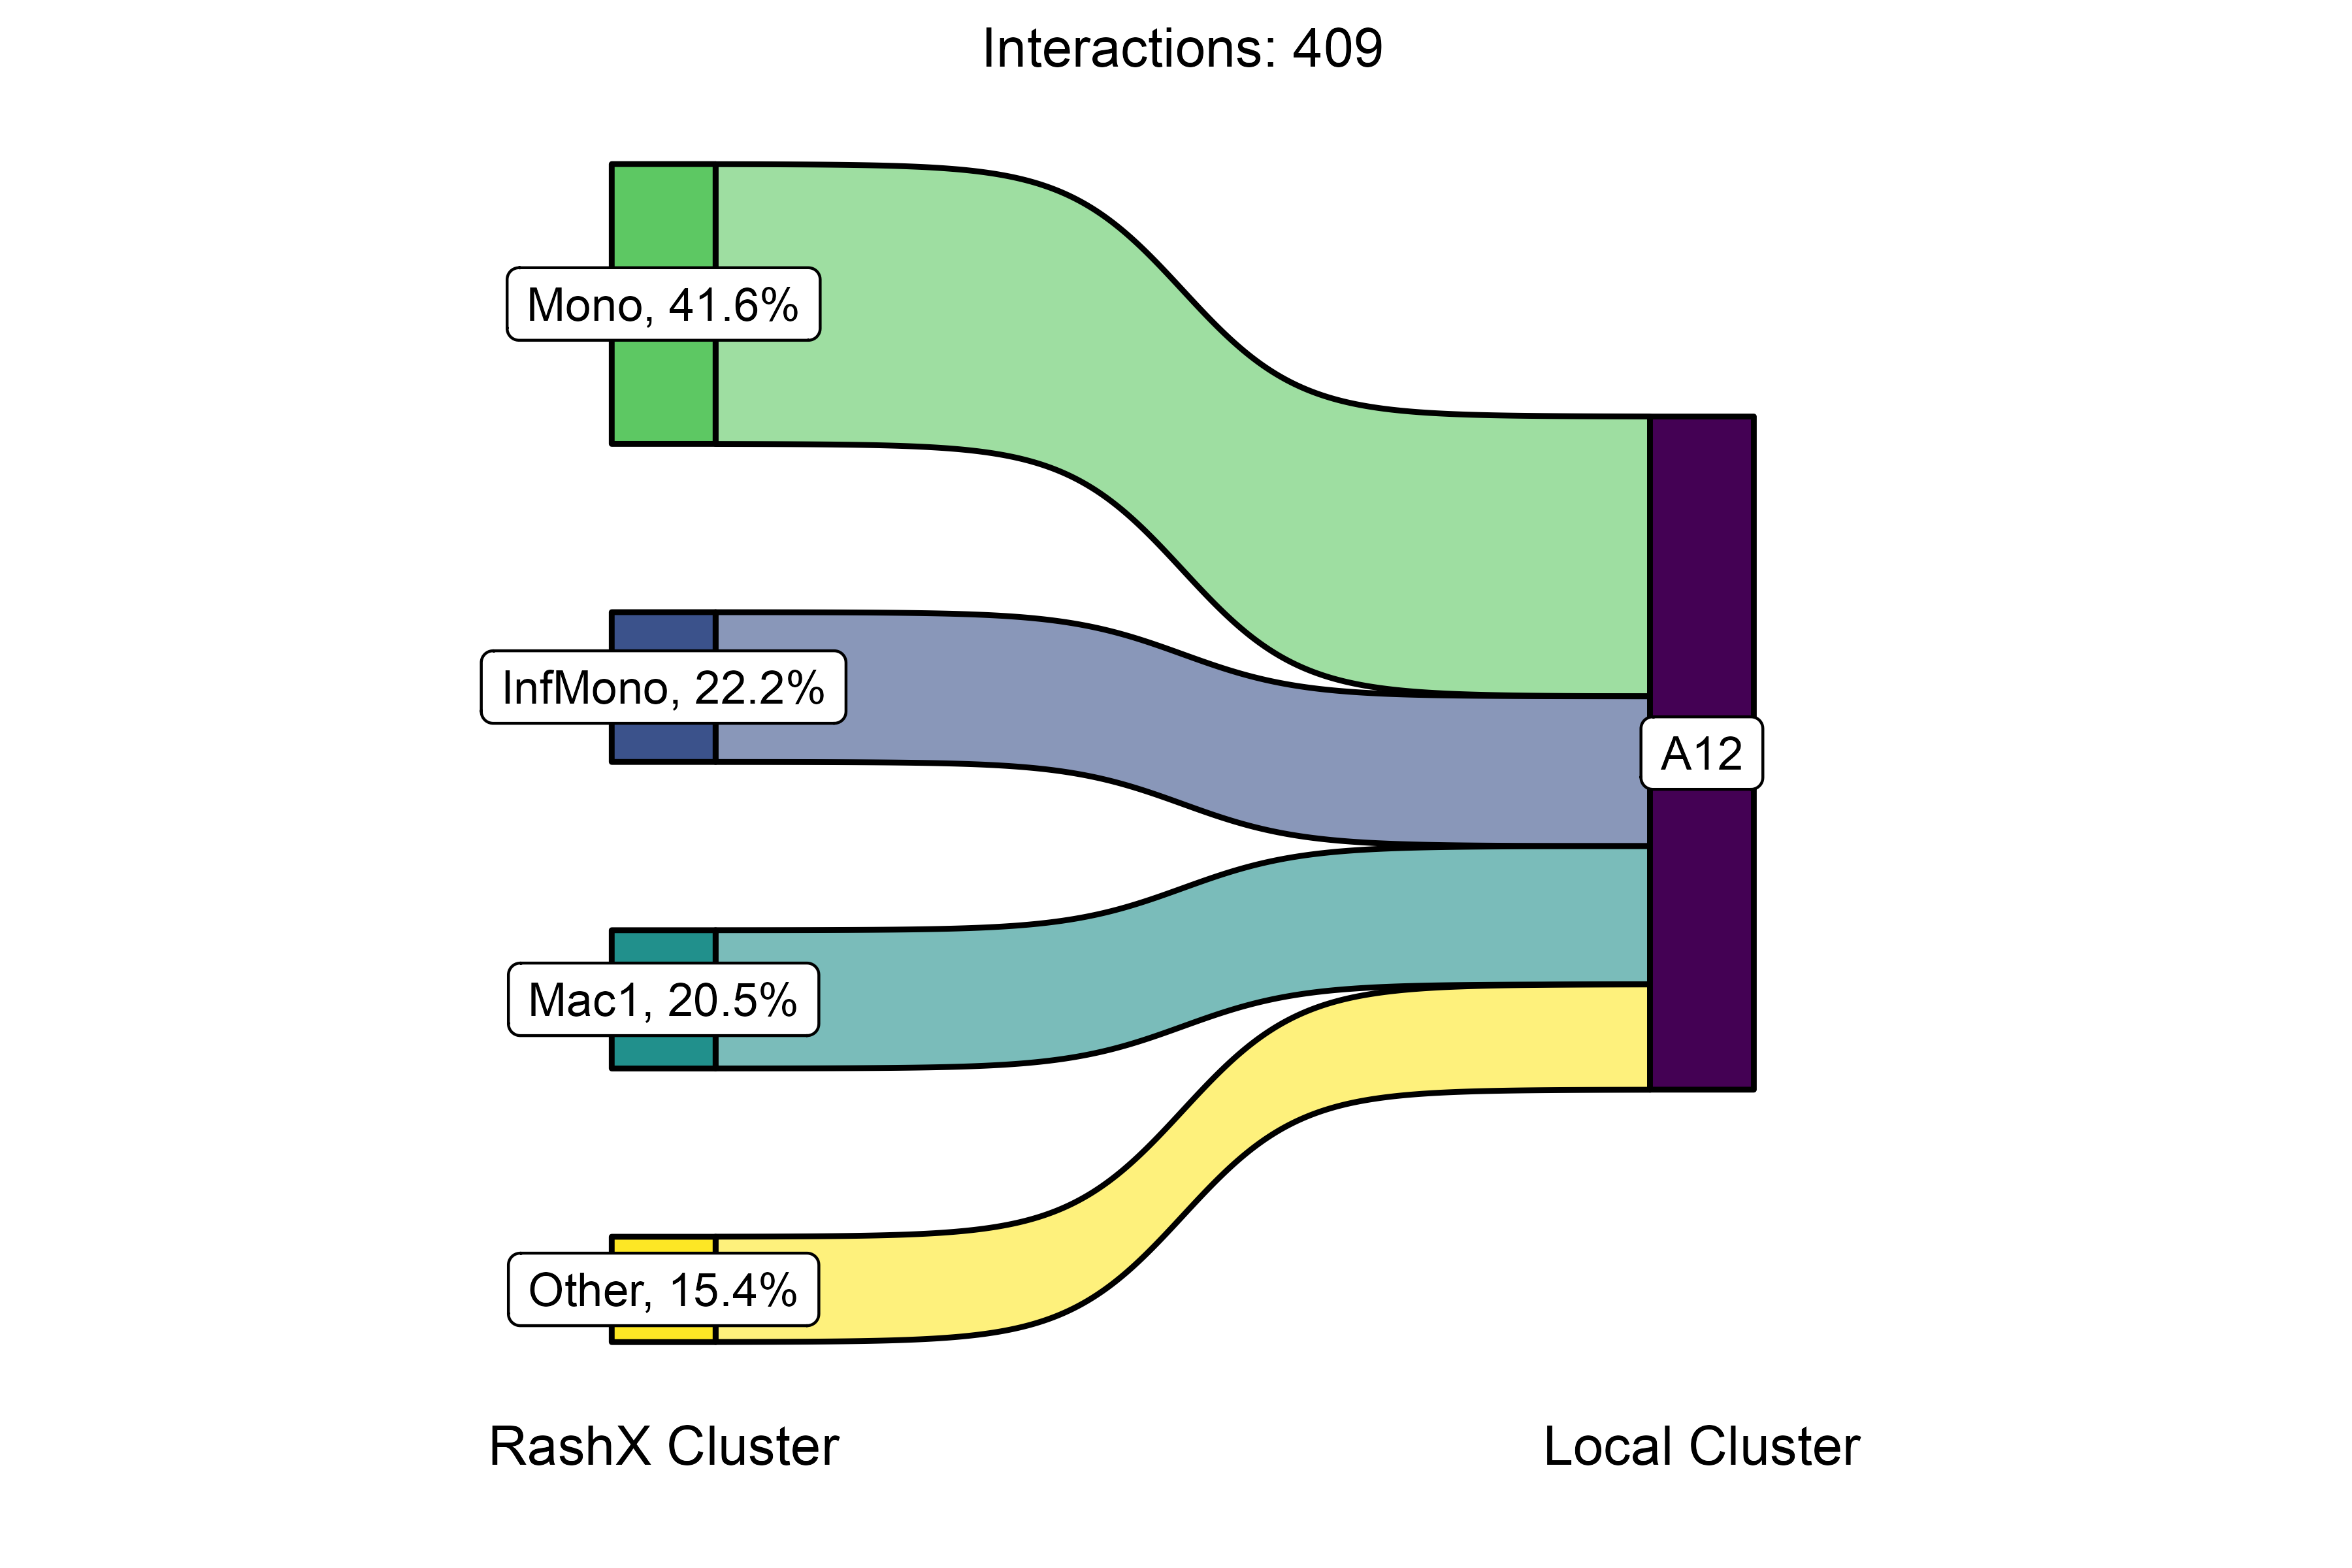 Interactions: 409
Mono, 41.6%
InfMono, 22.2%
A12
Mac1, 20.5%
Other, 15.4%
RashX Cluster
Local Cluster